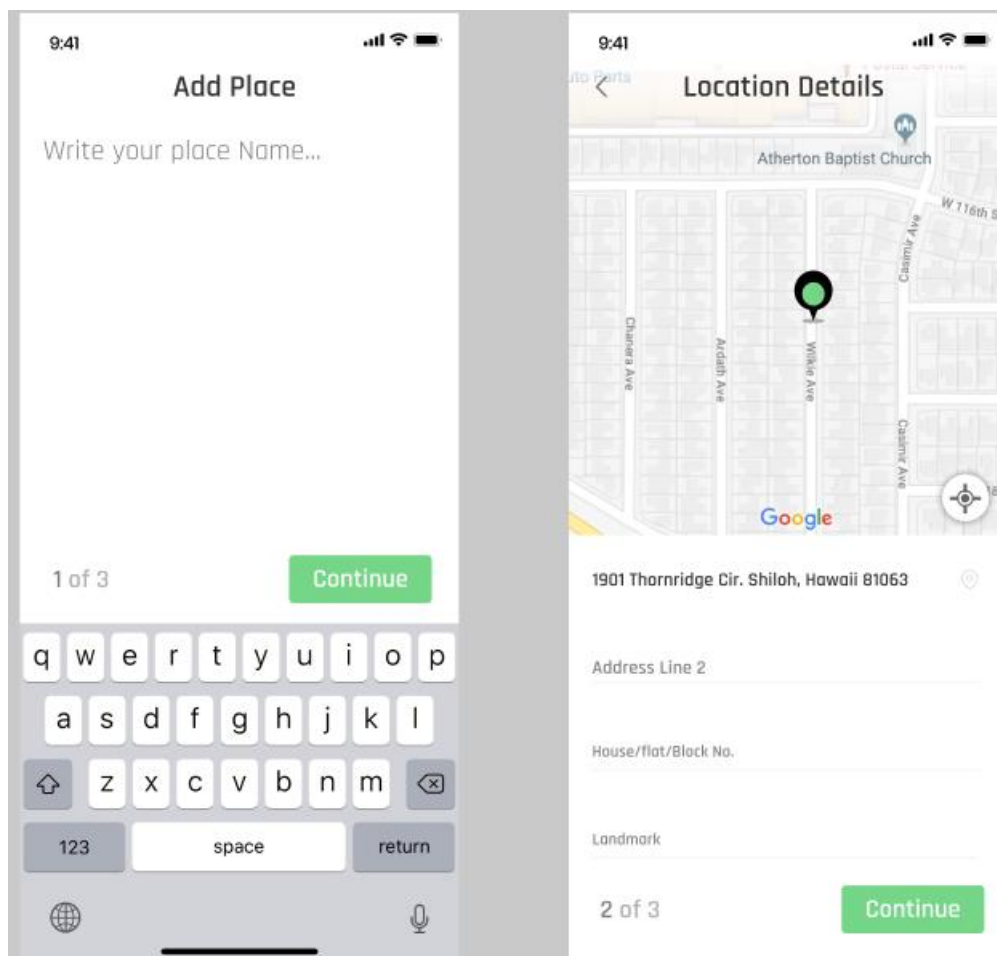 9:41
Add Place
Write your place Name...
1 of 3
Continue
q w e r t y u i o p
a s d f g h j k l
z x c v b n m
123 space return
9:41
Parts
Location Details
Atherton Baptist Church
W 116th S
Casimir Ave
Chanera Ave
Ardath Ave
Wilkie Ave
Casimir Ave
Google
1901 Thornridge Cir. Shiloh, Hawaii 81063
Address Line 2
House/flat/Block No.
Landmark
2 of 3
Continue